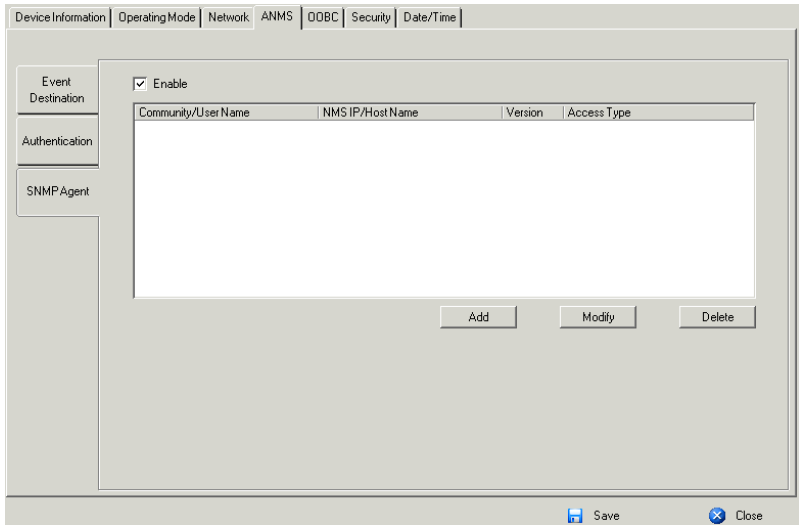 Device Information Operating Mode Network ANMS OOBC Security Date/Time
Event
Destination
Authentication
SNMP Agent
Enable
Community/User Name NMS IP/Host Name Version Access Type
Add Modify Delete
Save Close